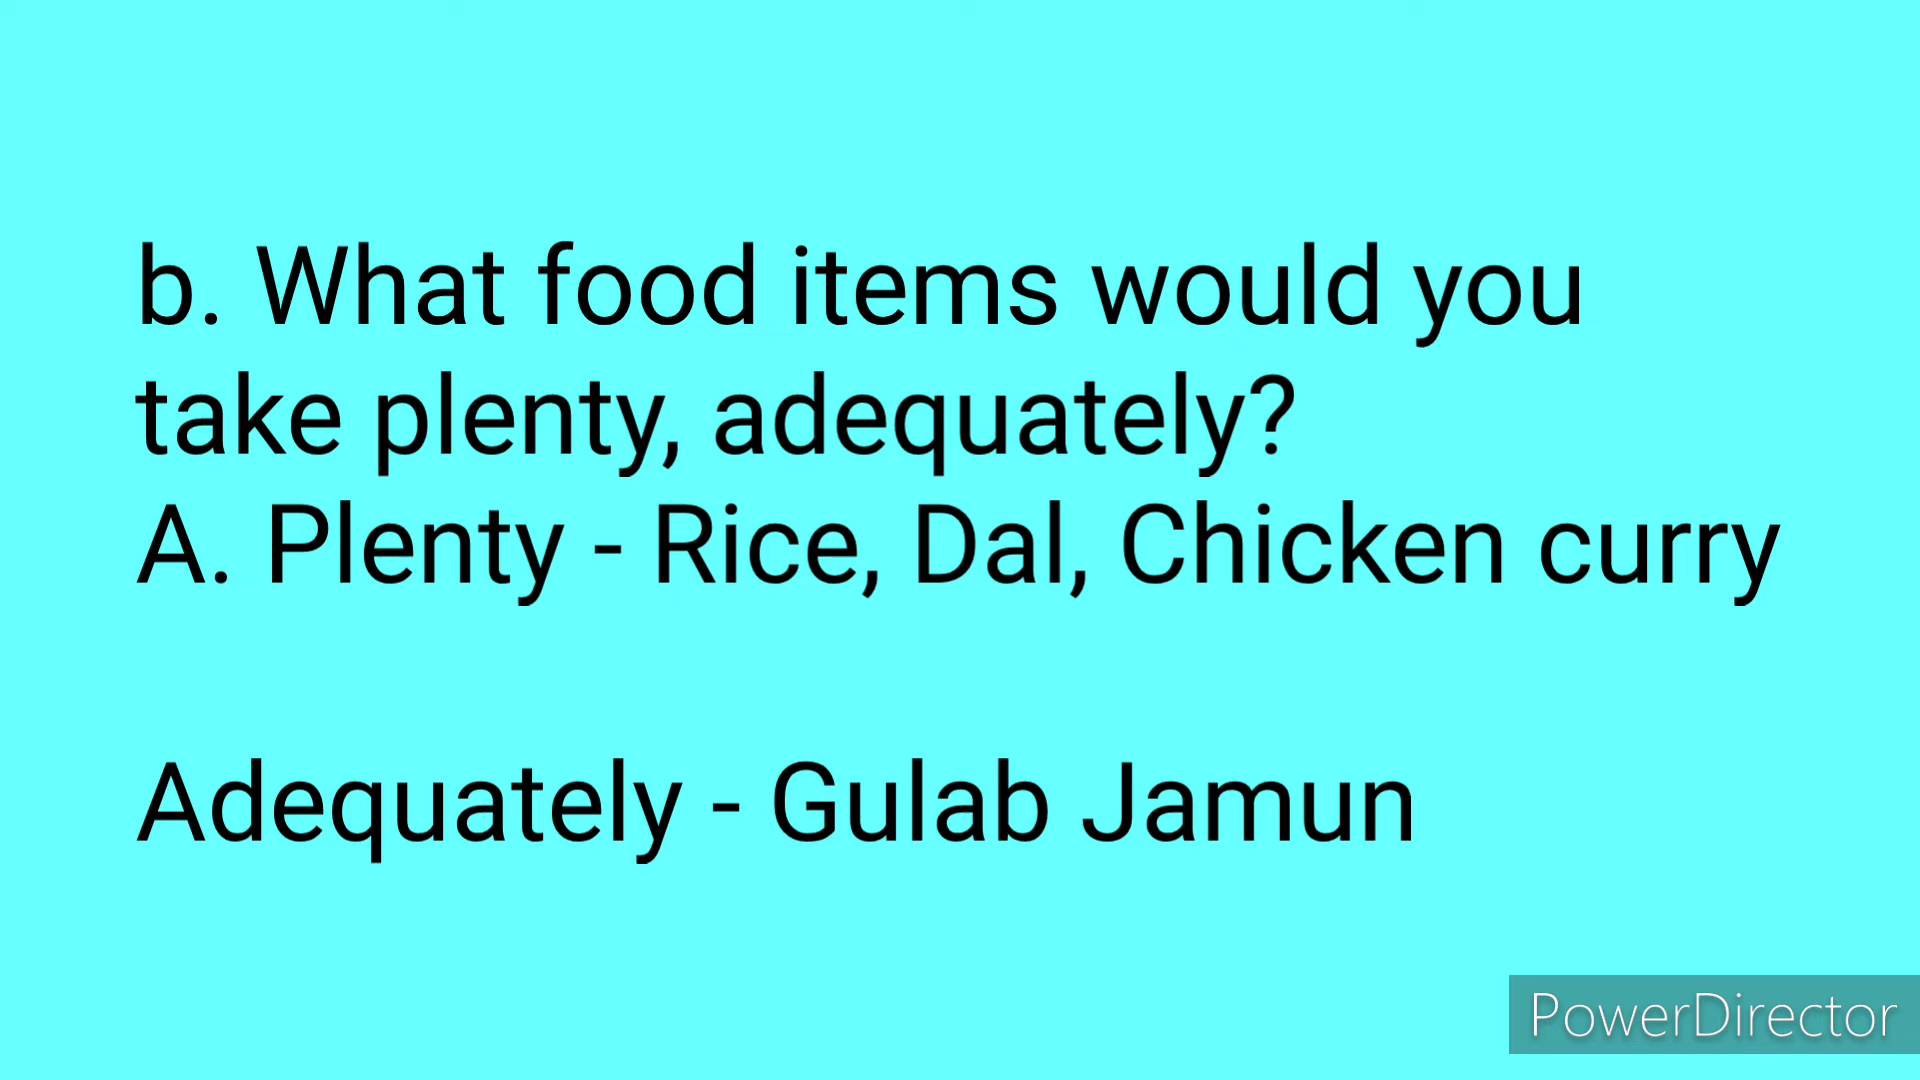 b. What food items would you
take plenty, adequately?
A. Plenty - Rice, Dal, Chicken curry
Adequately - Gulab Jamun
PowerDirector